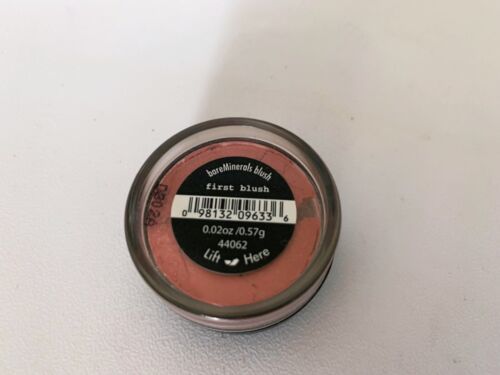 bareMinerals blush
first blush
0 98132 09633 6
0.02oz /0.57g
44062
Lift Here